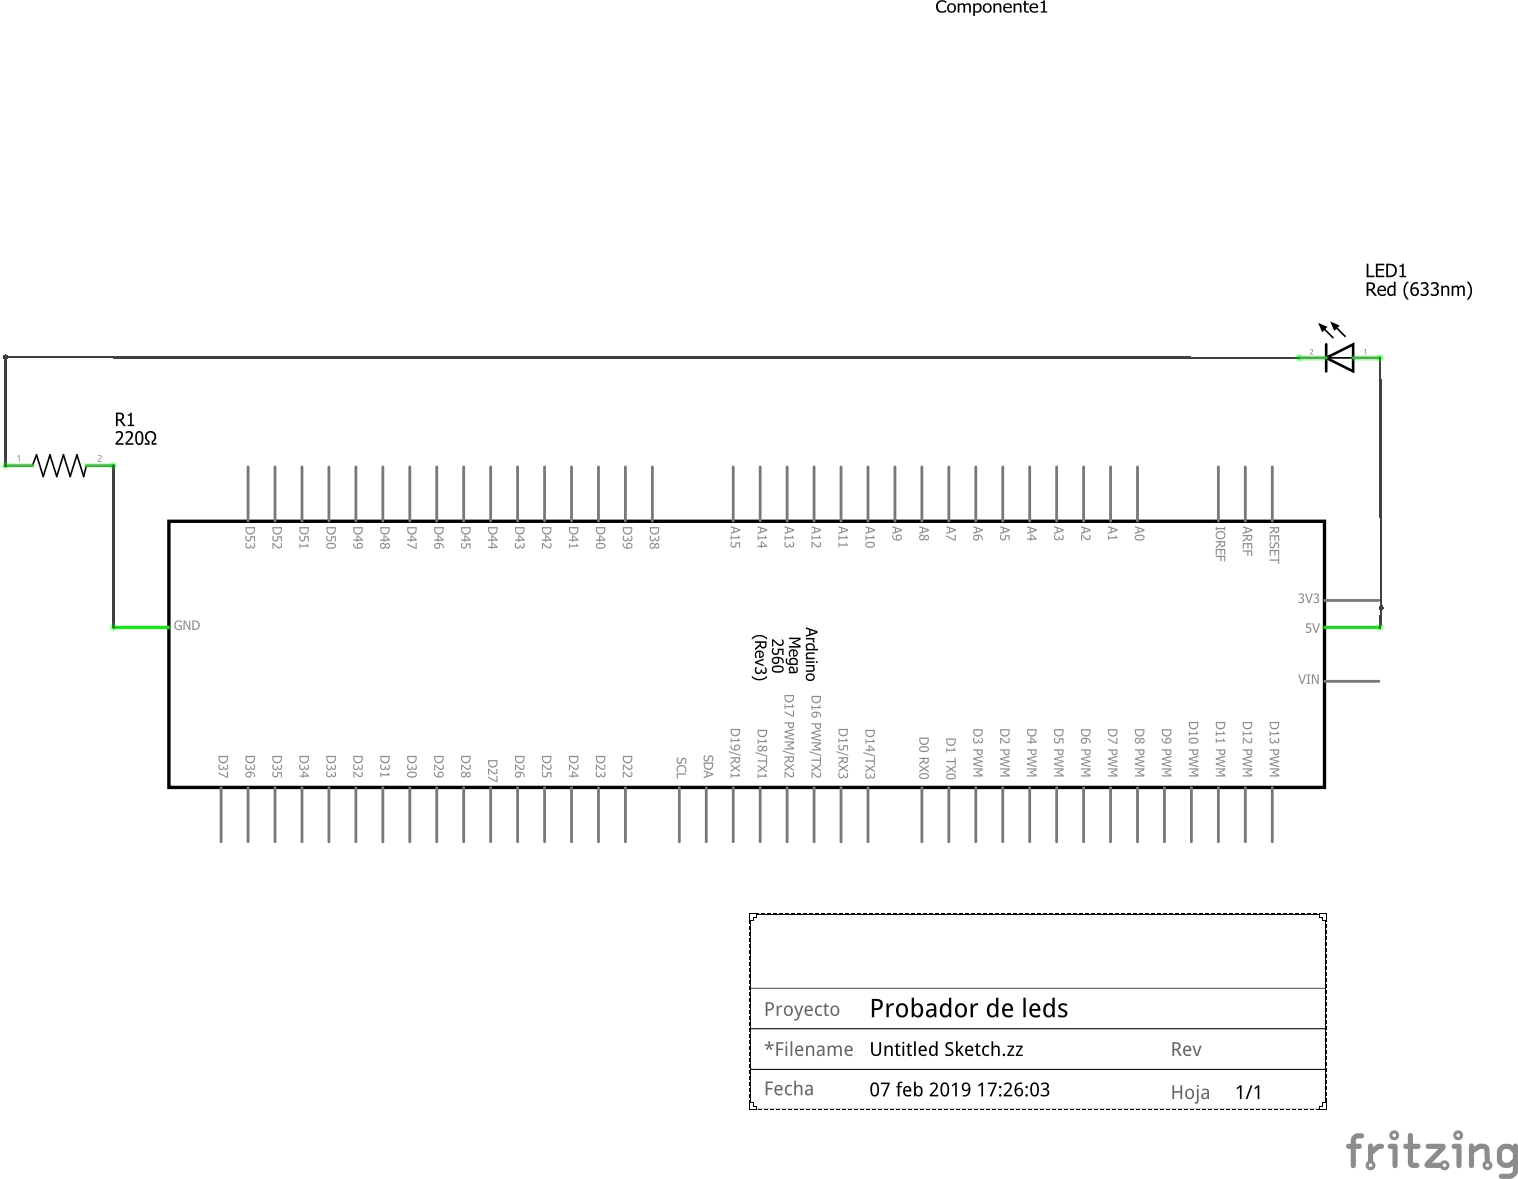 Componente1
LED1
Red (633nm)
2
1
R1
220Ω
1
2
D53
D52
D51
D50
D49
D48
D47
D46
D45
D44
D43
D42
D41
D40
D39
D38
A15
A14
A13
A12
A11
A10
A9
A8
A7
A6
A5
A4
A3
A2
A1
A0
IOREF
AREF
RESET
3V3
GND
5V
VIN
Arduino
Mega
2560
(Rev3)
D37
D36
D35
D34
D33
D32
D31
D30
D29
D28
D27
D26
D25
D24
D23
D22
SCL
SDA
D19/RX1
D18/TX1
D17 PWM/RX2
D16 PWM/TX2
D15/RX3
D14/TX3
D0 RX0
D1 TX0
D3 PWM
D2 PWM
D4 PWM
D5 PWM
D6 PWM
D7 PWM
D8 PWM
D9 PWM
D10 PWM
D11 PWM
D12 PWM
D13 PWM
Proyecto Probador de leds
*Filename Untitled Sketch.zz Rev
Fecha 07 feb 2019 17:26:03 Hoja 1/1
fritzing